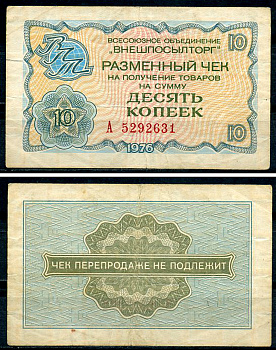 ВСЕСОЮЗНОЕ ОБЪЕДИНЕНИЕ
„ВНЕШПОСЫЛТОРГ"
10
РАЗМЕННЫЙ ЧЕК
НА ПОЛУЧЕНИЕ ТОВАРОВ
НА СУММУ
ДЕСЯТЬ
КОПЕЕК
10
А 5292631
10
1976
ЧЕК ПЕРЕПРОДАЖЕ НЕ ПОДЛЕЖИТ